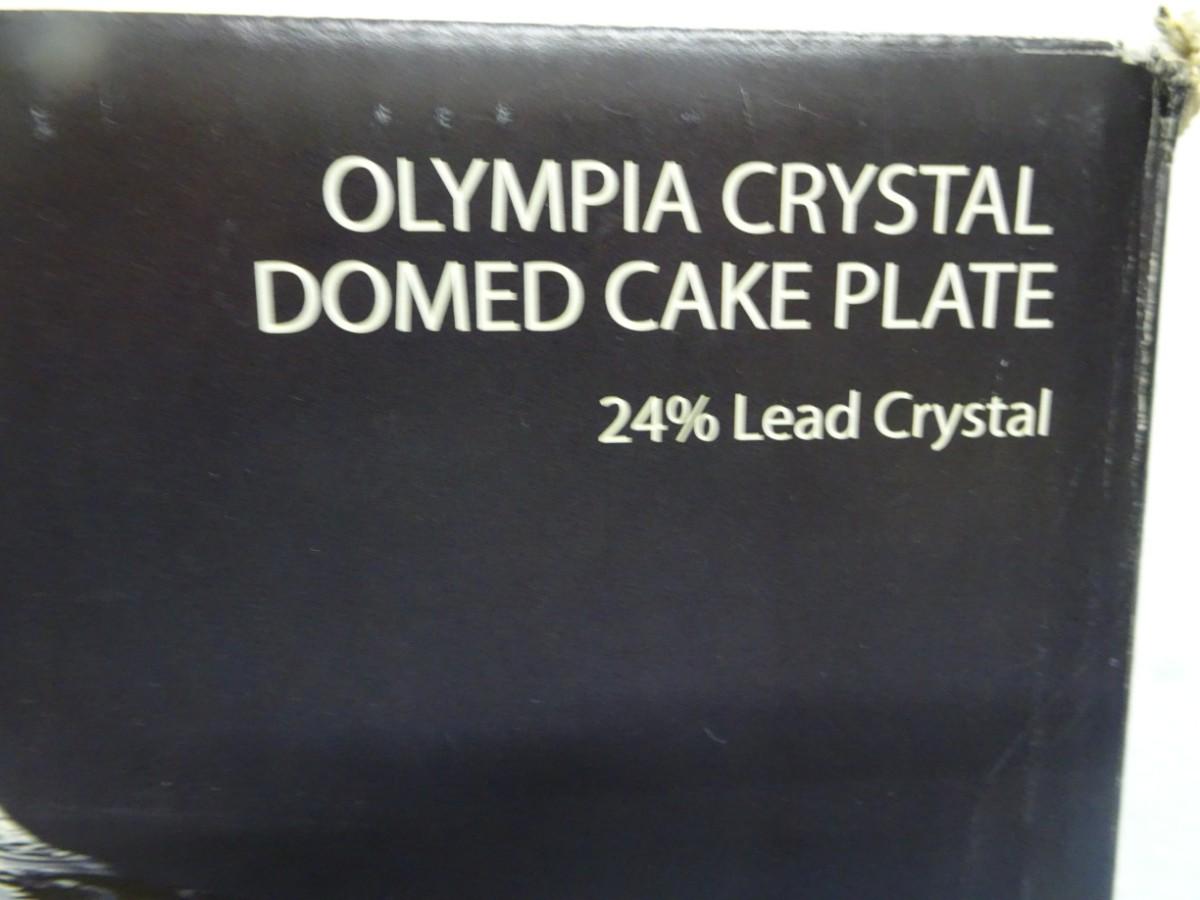 OLYMPIA CRYSTAL
DOMED CAKE PLATE
24% Lead Crystal